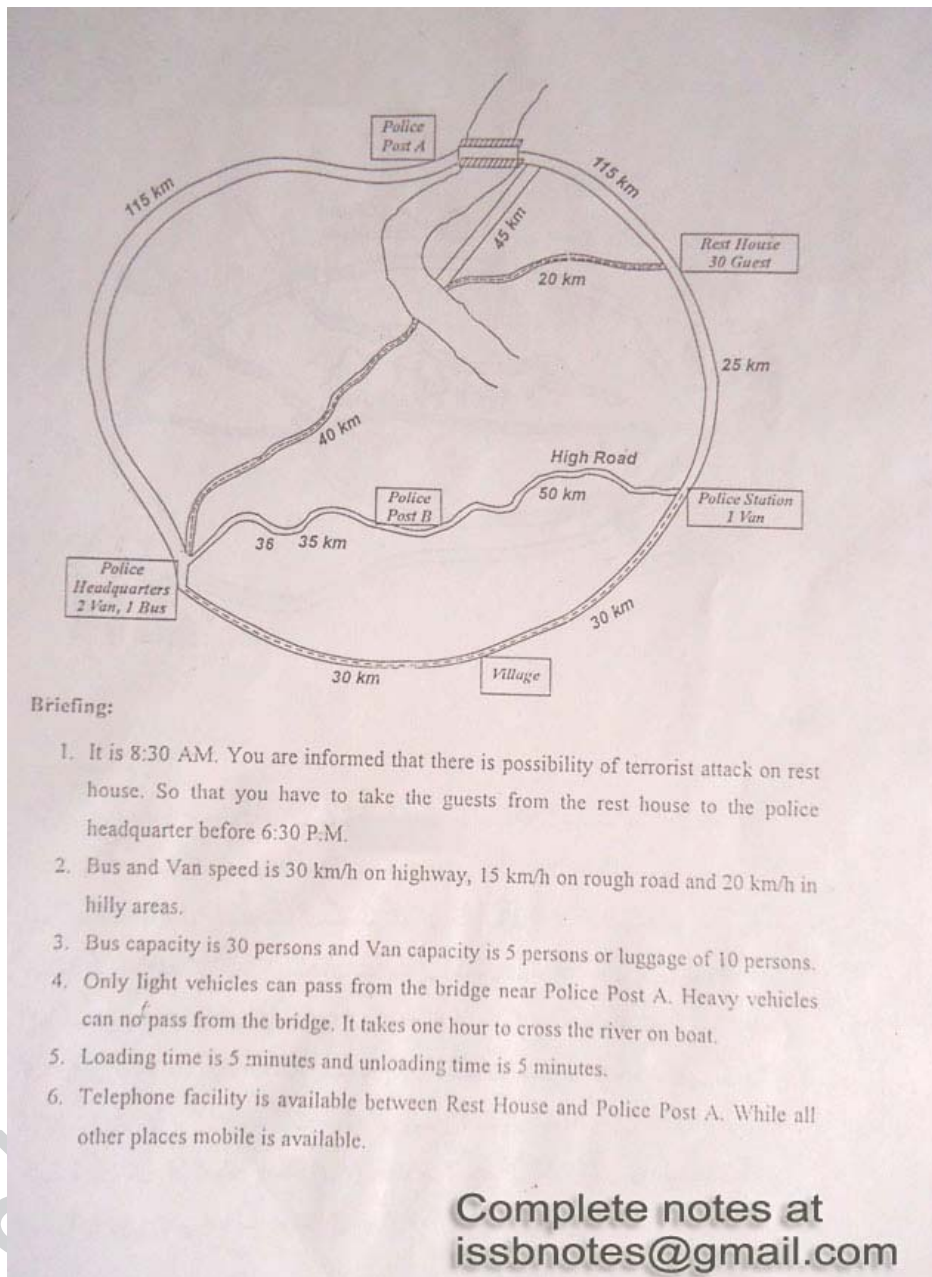 Police
Post A
115 km
115 km
45 km
Rest House
30 Guest
20 km
25 km
40 km
High Road
50 km
Police
Post B
Police Station
1 Van
36 35 km
Police
Headquarters
2 Van, 1 Bus
30 km
30 km
Village
Briefing:
1. It is 8:30 AM. You are informed that there is possibility of terrorist attack on rest
house. So that you have to take the guests from the rest house to the police
headquarter before 6:30 P.M.
2. Bus and Van speed is 30 km/h on highway, 15 km/h on rough road and 20 km/h in
hilly areas.
3. Bus capacity is 30 persons and Van capacity is 5 persons or luggage of 10 persons.
4. Only light vehicles can pass from the bridge near Police Post A. Heavy vehicles
can no pass from the bridge. It takes one hour to cross the river on boat.
5. Loading time is 5 minutes and unloading time is 5 minutes.
6. Telephone facility is available between Rest House and Police Post A. While all
other places mobile is available.
Complete notes at
issbnotes@gmail.com